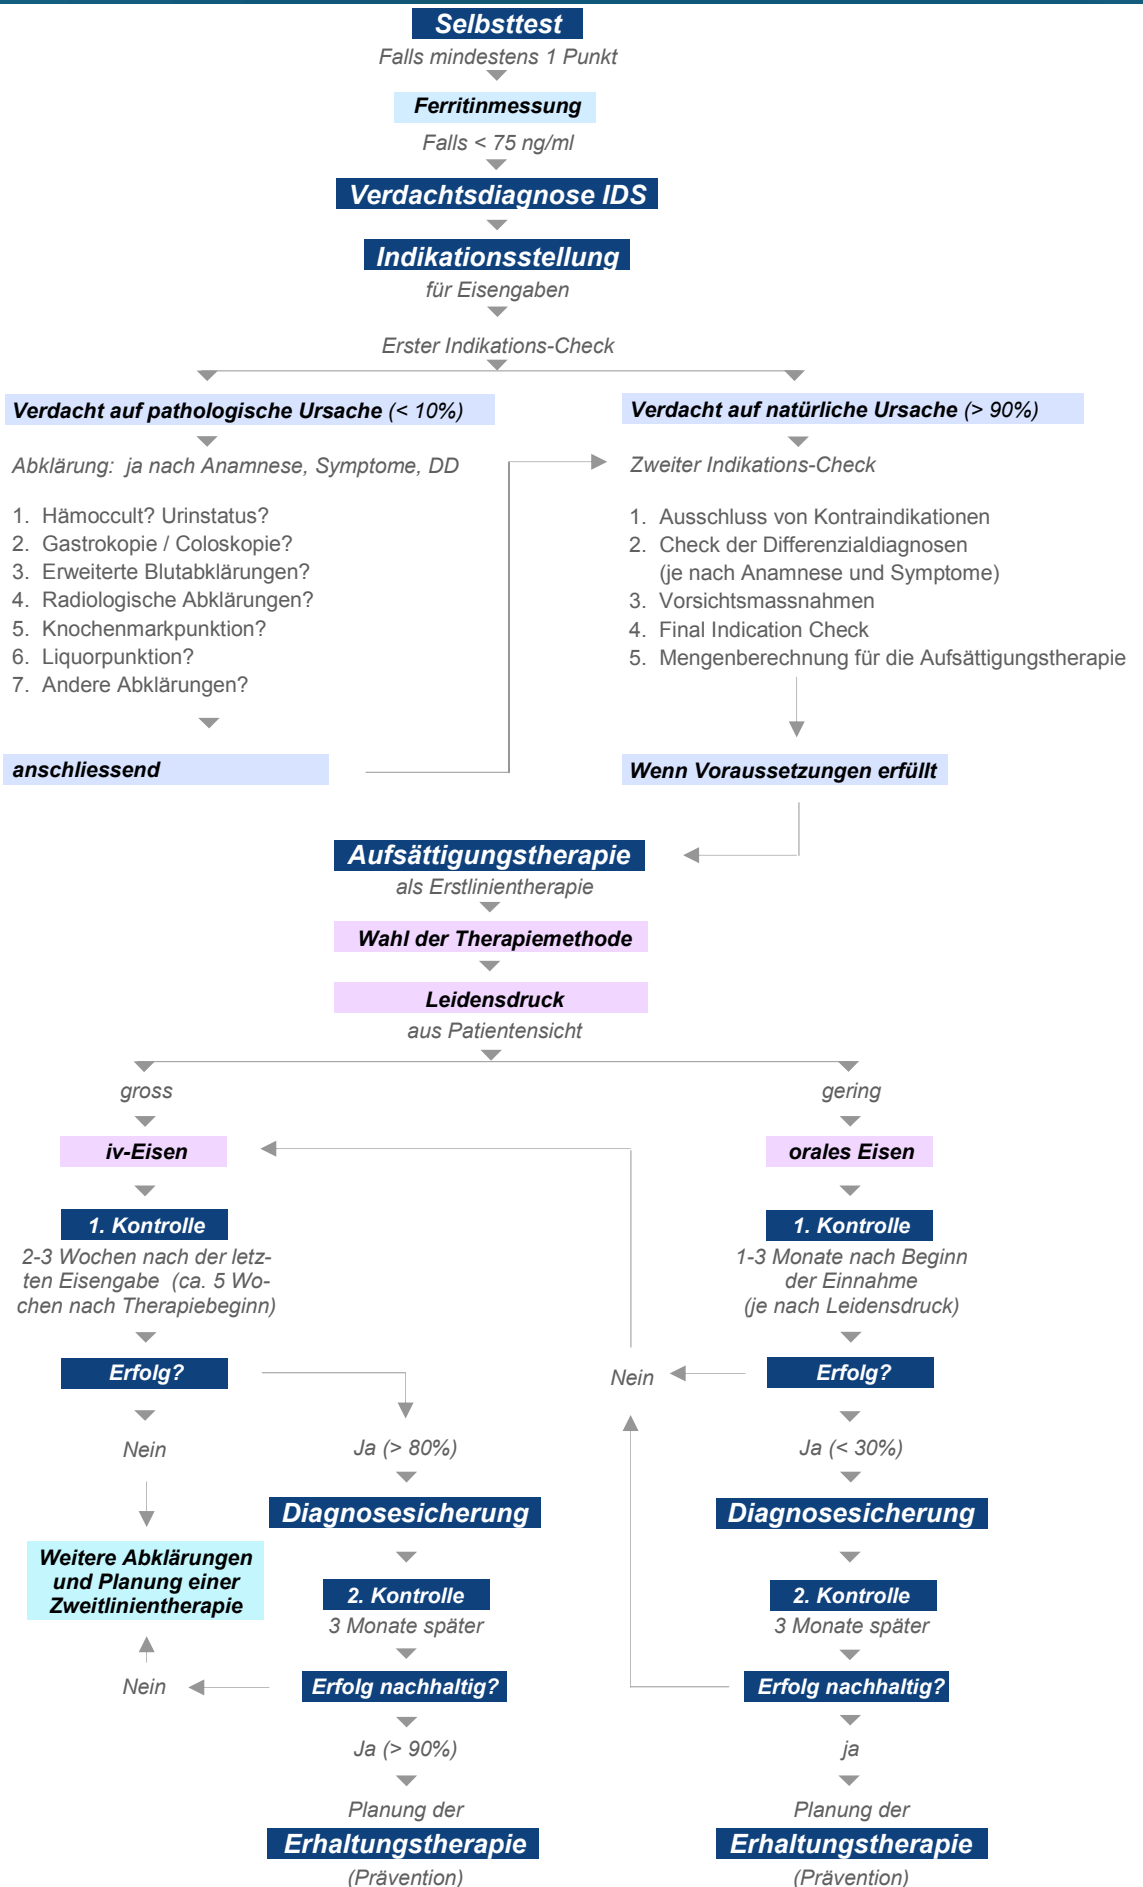 Selbsttest
Falls mindestens 1 Punkt
Ferritinmessung
Falls < 75 ng/ml
Verdachtsdiagnose IDS
Indikationsstellung
für Eisengaben
Erster Indikations-Check
Verdacht auf pathologische Ursache (< 10%)
Abklärung: ja nach Anamnese, Symptome, DD
1. Hämoccult? Urinstatus?
2. Gastrokopie / Coloskopie?
3. Erweiterte Blutabklärungen?
4. Radiologische Abklärungen?
5. Knochenmarkpunktion?
6. Liquorpunktion?
7. Andere Abklärungen?
anschliessend
Verdacht auf natürliche Ursache (> 90%)
Zweiter Indikations-Check
1. Ausschluss von Kontraindikationen
2. Check der Differenzialdiagnosen
(je nach Anamnese und Symptome)
3. Vorsichtsmassnahmen
4. Final Indication Check
5. Mengenberechnung für die Aufsättigungstherapie
Wenn Voraussetzungen erfüllt
Aufsättigungstherapie
als Erstlinientherapie
Wahl der Therapiemethode
Leidensdruck
aus Patientensicht
gross
iv-Eisen
1. Kontrolle
2-3 Wochen nach der letz-
ten Eisengabe (ca. 5 Wo-
chen nach Therapiebeginn)
Erfolg?
Nein
Weitere Abklärungen
und Planung einer
Zweitlinientherapie
Nein
Ja (> 80%)
Diagnosesicherung
2. Kontrolle
3 Monate später
Erfolg nachhaltig?
Ja (> 90%)
Planung der
Erhaltungstherapie
(Prävention)
gering
orales Eisen
1. Kontrolle
1-3 Monate nach Beginn
der Einnahme
(je nach Leidensdruck)
Erfolg?
Nein
Ja (< 30%)
Diagnosesicherung
2. Kontrolle
3 Monate später
Erfolg nachhaltig?
ja
Planung der
Erhaltungstherapie
(Prävention)